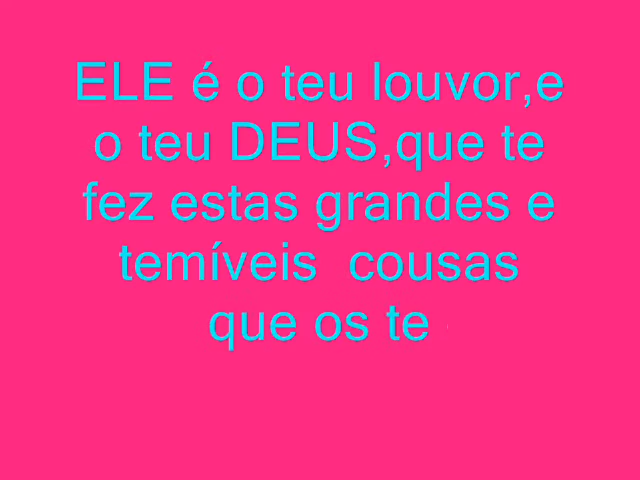 ELE é o teu louvor,e
o teu DEUS,que te
fez estas grandes e
temíveis  cousas
que os te